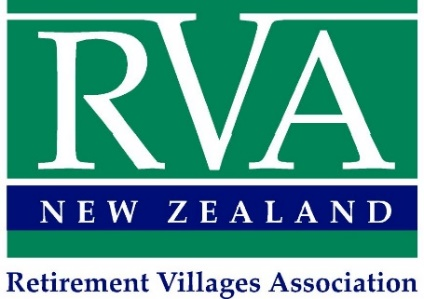 RVA
NEW ZEALAND
Retirement Villages Association